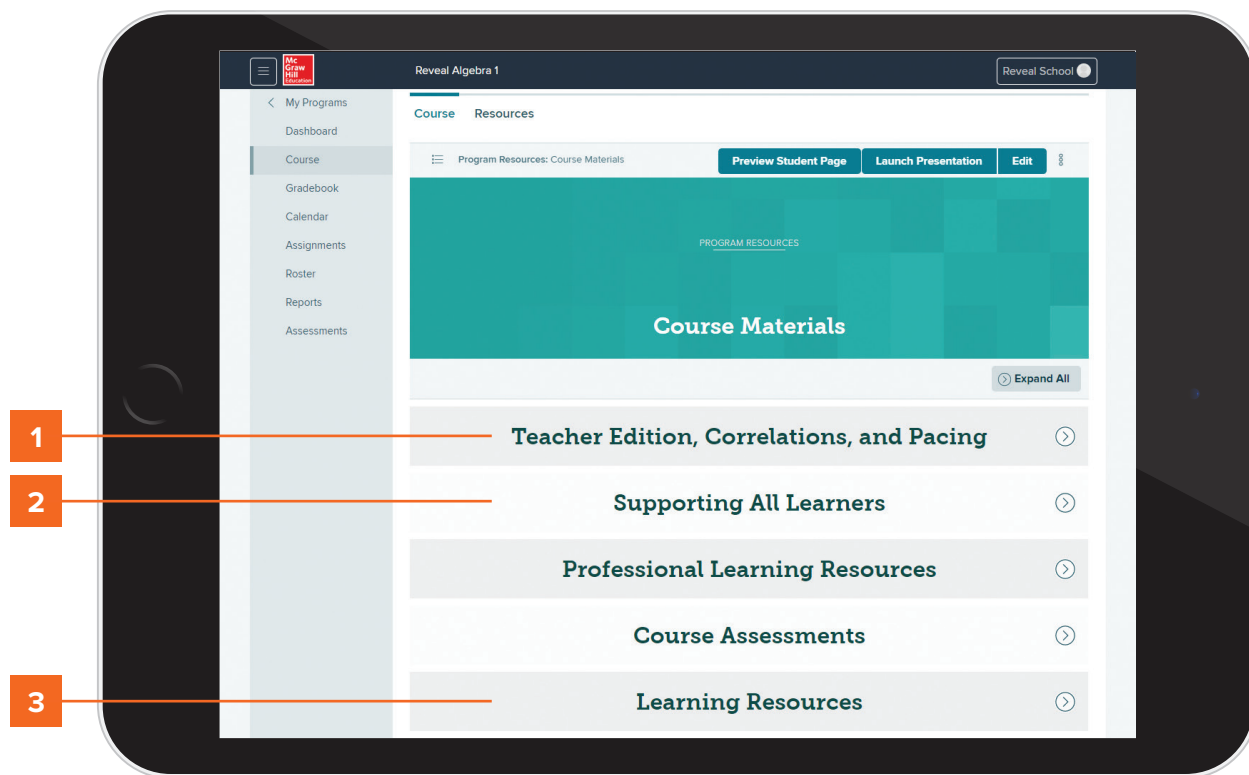 Mc
Graw
Hill
Education
Reveal Algebra 1
Reveal School
My Programs
Dashboard
Course
Gradebook
Calendar
Assignments
Roster
Reports
Assessments
Course Resources
Program Resources: Course Materials
Preview Student Page
Launch Presentation
Edit
PROGRAM RESOURCES
Course Materials
Expand All
1
Teacher Edition, Correlations, and Pacing
2
Supporting All Learners
Professional Learning Resources
Course Assessments
3
Learning Resources